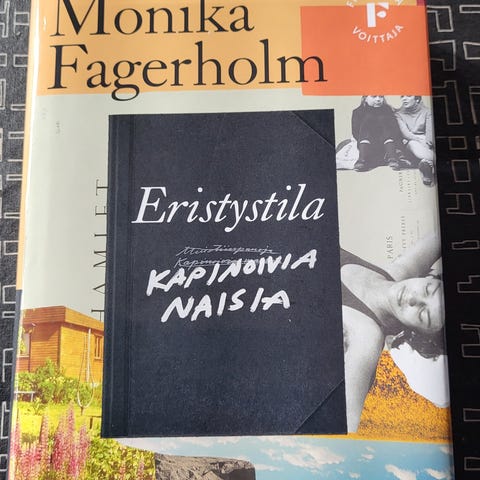 Monika
Fagerholm
VOITTAJA
Eristystila
KAPINOIVIA
NAISIA
HAMLET
PARIS